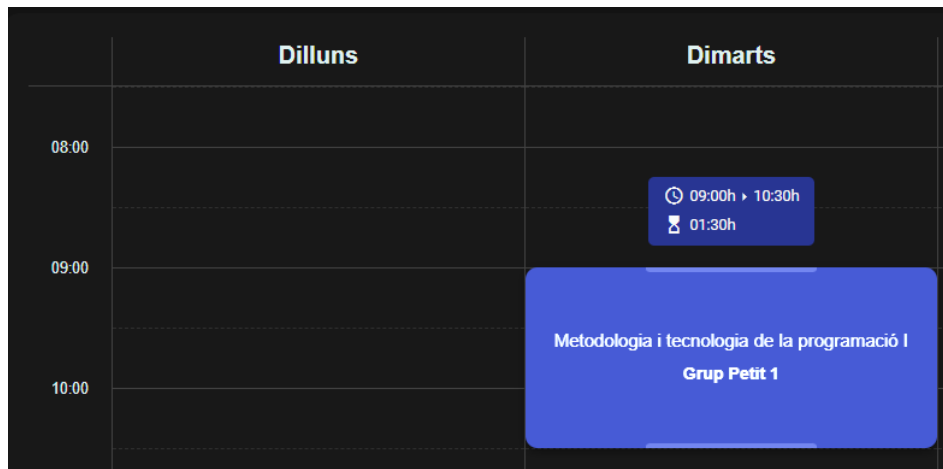 Dilluns
Dimarts
08:00
09:00h ▸ 10:30h
01:30h
09:00
Metodologia i tecnologia de la programació I
Grup Petit 1
10:00